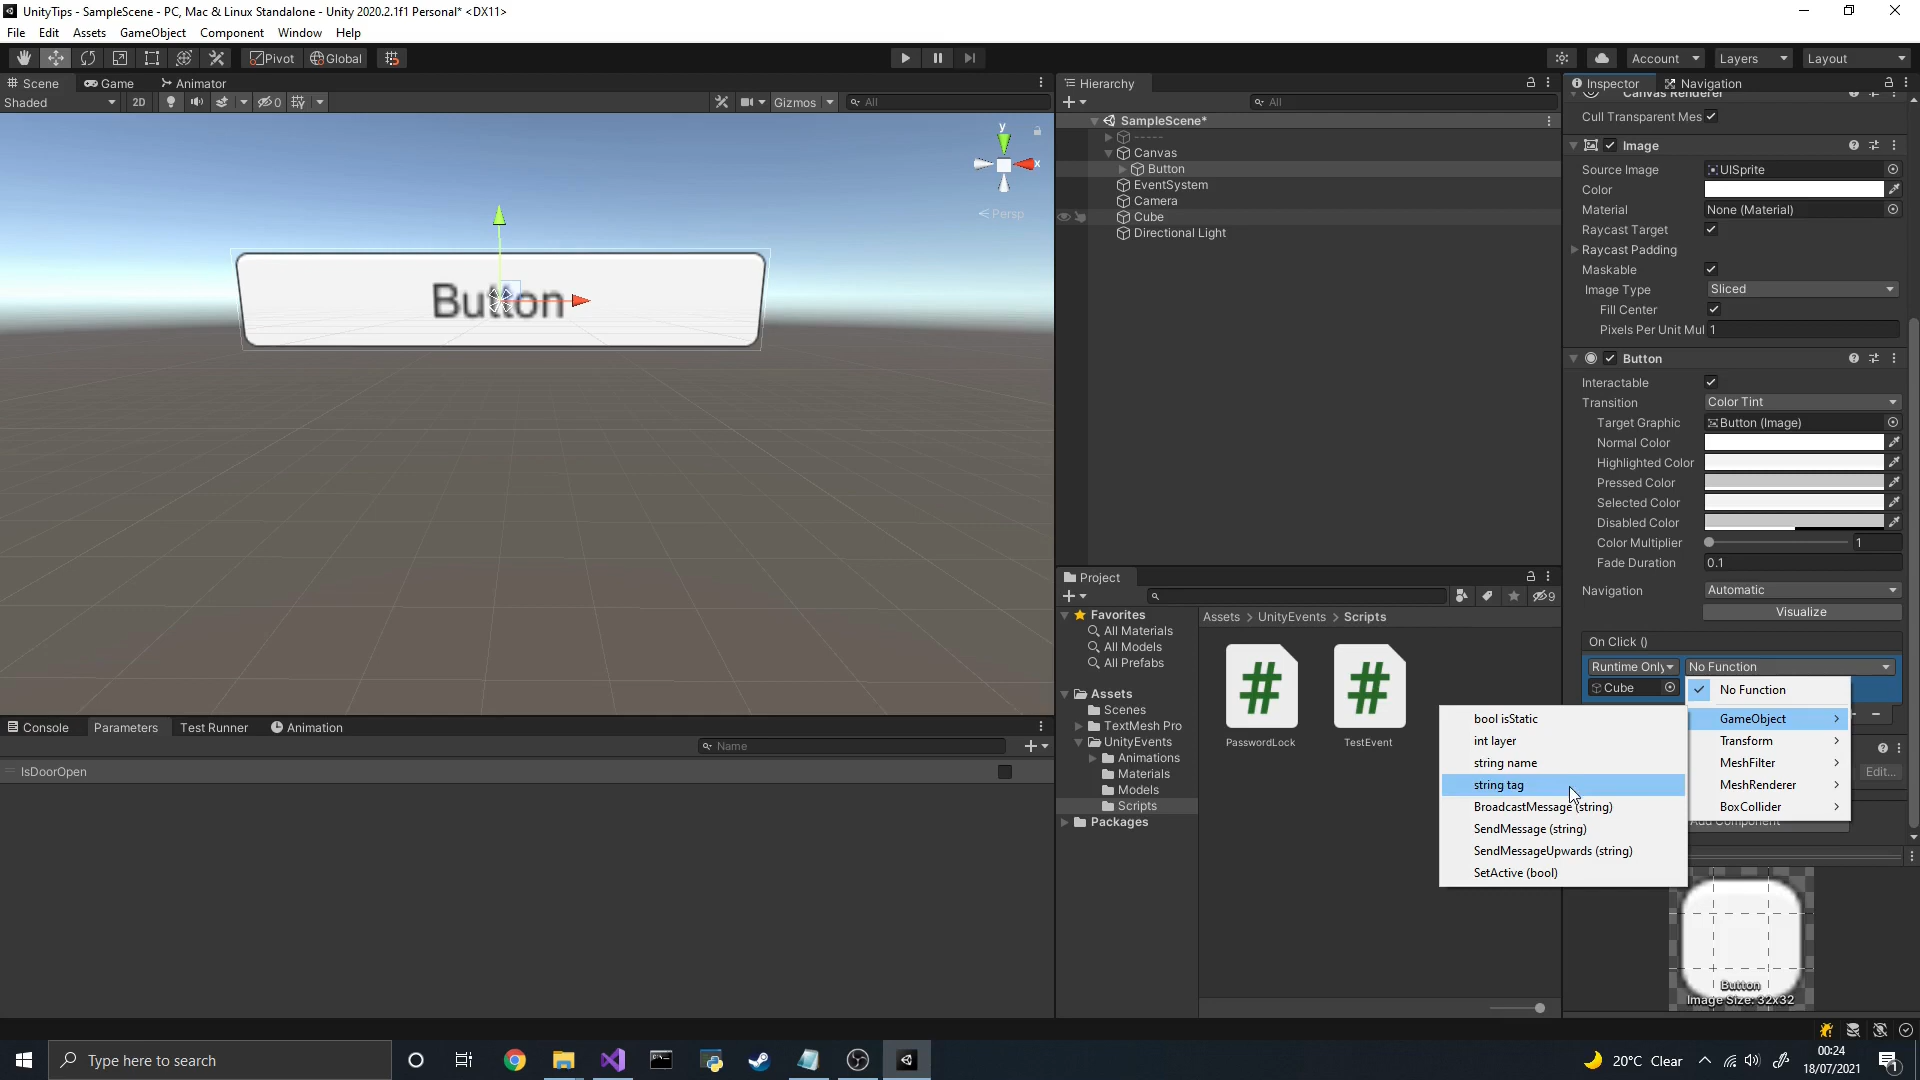 UnityTips - SampleScene - PC, Mac & Linux Standalone - Unity 2020.2.1f1 Personal* <DX11>
File Edit Assets GameObject Component Window Help
Pivot Global Account Layers Layout
Scene Game Animator
Shaded 2D 0 Gizmos All
y
x
Persp
Button
Hierarchy
All
SampleScene*
-----
Canvas
Button
EventSystem
Camera
Cube
Directional Light
Project
9
Favorites
All Materials
All Models
All Prefabs
Assets
Scenes
TextMesh Pro
UnityEvents
Animations
Materials
Models
Scripts
Packages
Assets > UnityEvents > Scripts
PasswordLock
TestEvent
Console Parameters Test Runner Animation
Name
IsDoorOpen
Inspector Navigation
Canvas Renderer
Cull Transparent Mes
Image
Source Image UISprite
Color
Material None (Material)
Raycast Target
Raycast Padding
Maskable
Image Type Sliced
Fill Center
Pixels Per Unit Mul 1
Button
Interactable
Transition Color Tint
Target Graphic Button (Image)
Normal Color
Highlighted Color
Pressed Color
Selected Color
Disabled Color
Color Multiplier 1
Fade Duration 0.1
Navigation Automatic
Visualize
On Click ()
Runtime Only No Function
Cube
No Function
GameObject
Transform
MeshFilter
MeshRenderer
BoxCollider
Edit...
Add Component
bool isStatic
int layer
string name
string tag
BroadcastMessage (string)
SendMessage (string)
SendMessageUpwards (string)
SetActive (bool)
Button
Image Size: 32x32
Type here to search
20°C Clear
00:24
18/07/2021
1